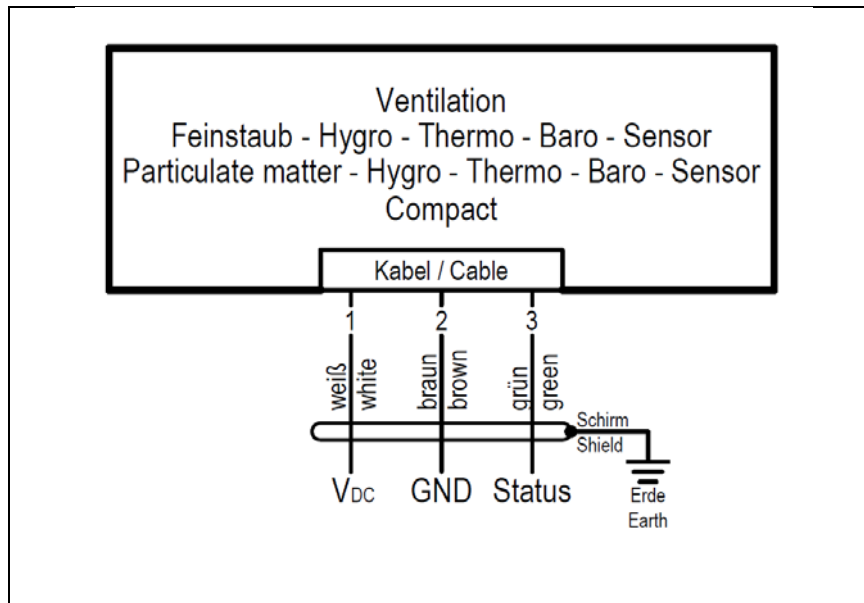 Ventilation
Feinstaub - Hygro - Thermo - Baro - Sensor
Particulate matter - Hygro - Thermo - Baro - Sensor
Compact
Kabel / Cable
1 2 3
weiß white braun brown grün green
Schirm
Shield
VDC GND Status
Erde
Earth